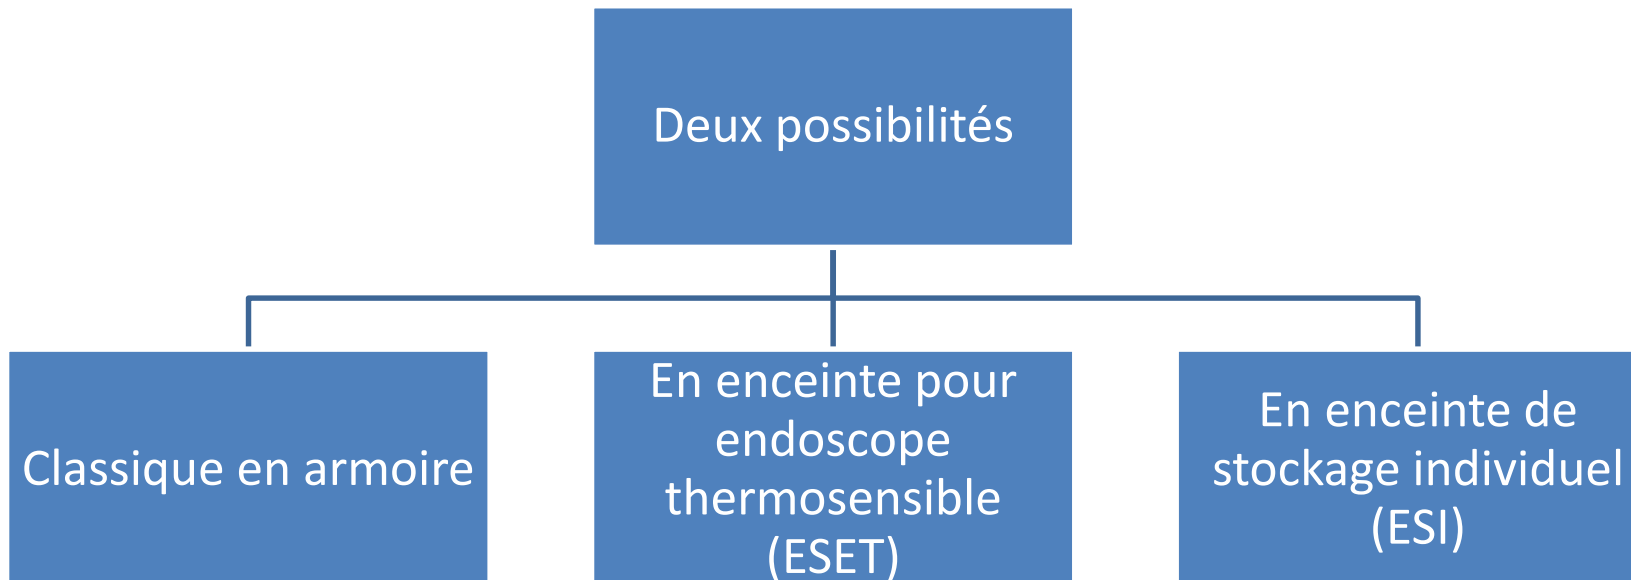 Deux possibilités
Classique en armoire
En enceinte pour
endoscope
thermosensible
(ESET)
En enceinte de
stockage individuel
(ESI)